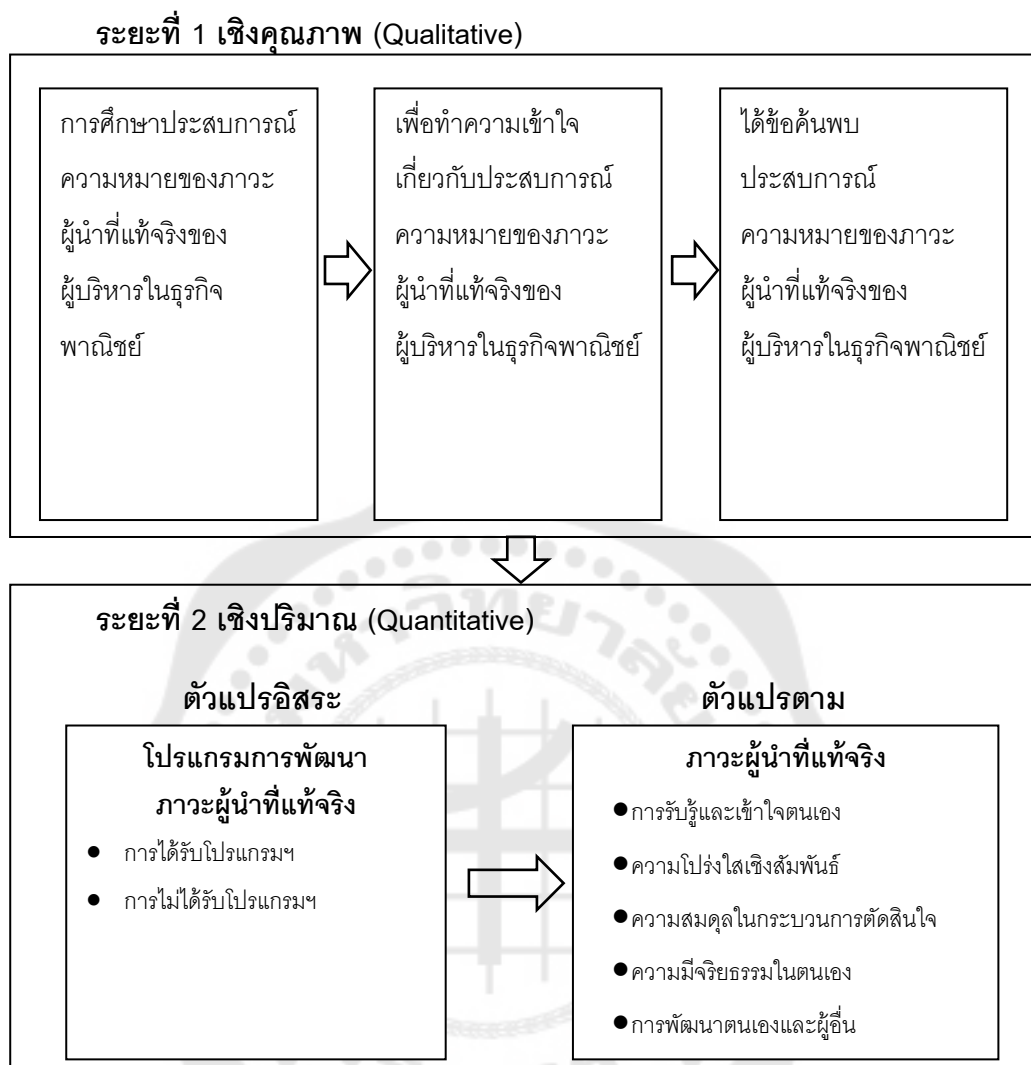 ระยะที่ 1 เชิงคุณภาพ (Qualitative)
การศึกษาประสบการณ์
ความหมายของภาวะ
ผู้นำที่แท้จริงของ
ผู้บริหารในธุรกิจ
พาณิชย์
เพื่อทำความเข้าใจ
เกี่ยวกับประสบการณ์
ความหมายของภาวะ
ผู้นำที่แท้จริงของ
ผู้บริหารในธุรกิจพาณิชย์
ได้ข้อค้นพบ
ประสบการณ์
ความหมายของภาวะ
ผู้นำที่แท้จริงของ
ผู้บริหารในธุรกิจพาณิชย์
ระยะที่ 2 เชิงปริมาณ (Quantitative)
ตัวแปรอิสระ
โปรแกรมการพัฒนา
ภาวะผู้นำที่แท้จริง
● การได้รับโปรแกรมฯ
● การไม่ได้รับโปรแกรมฯ
ตัวแปรตาม
ภาวะผู้นำที่แท้จริง
●การรับรู้และเข้าใจตนเอง
●ความโปร่งใสเชิงสัมพันธ์
●ความสมดุลในกระบวนการตัดสินใจ
●ความมีจริยธรรมในตนเอง
●การพัฒนาตนเองและผู้อื่น